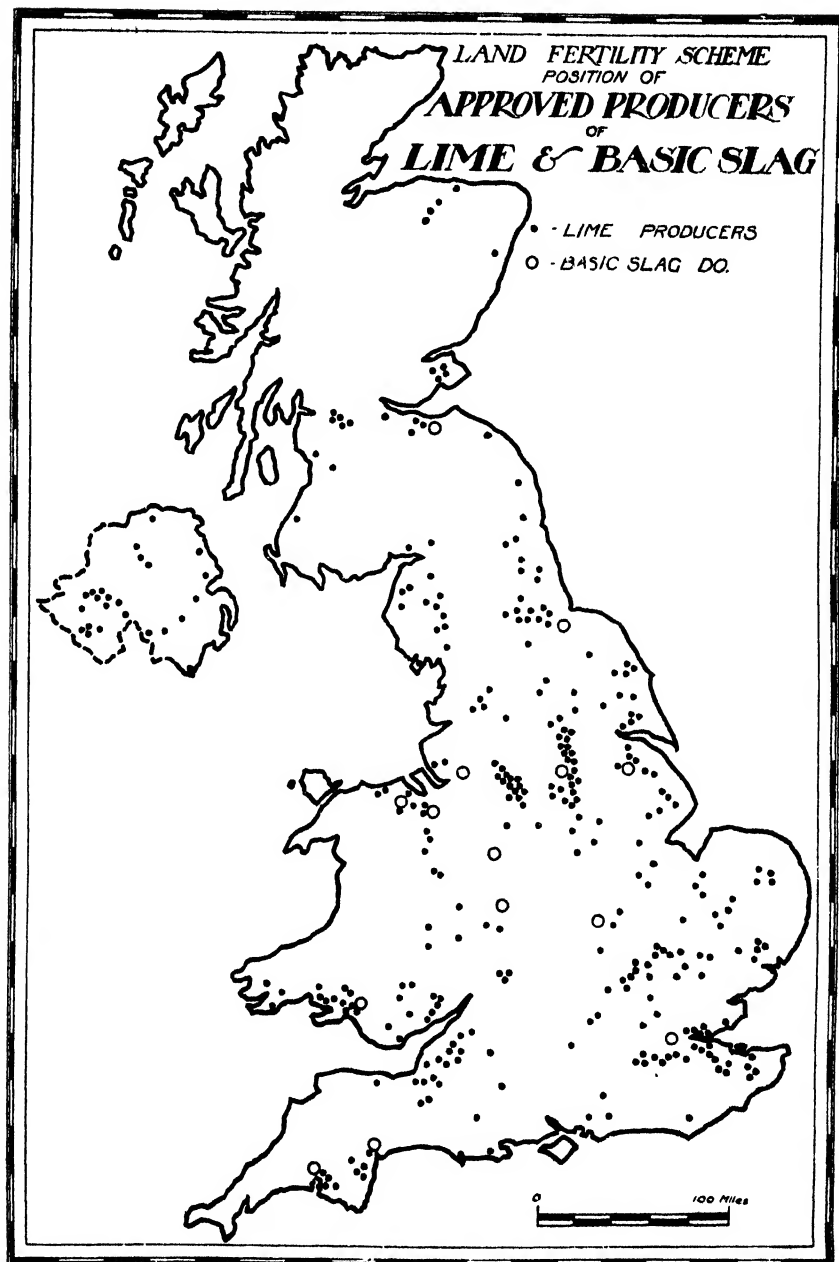 LAND FERTILITY SCHEME
POSITION OF
APPROVED PRODUCERS
OF
LIME & BASIC SLAG
• - LIME PRODUCERS
O - BASIC SLAG DO.
0 100 Miles